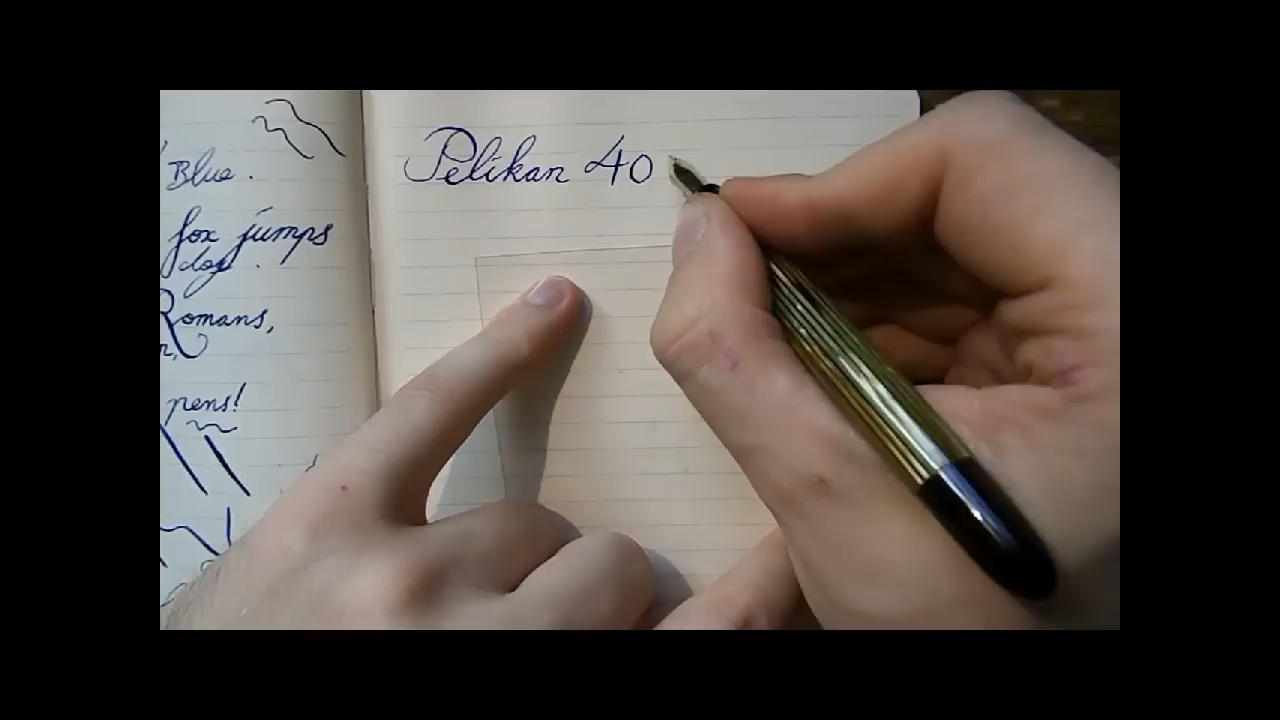 Blue.
fox jumps
dog.
Romans,
pens!
Pelikan 40